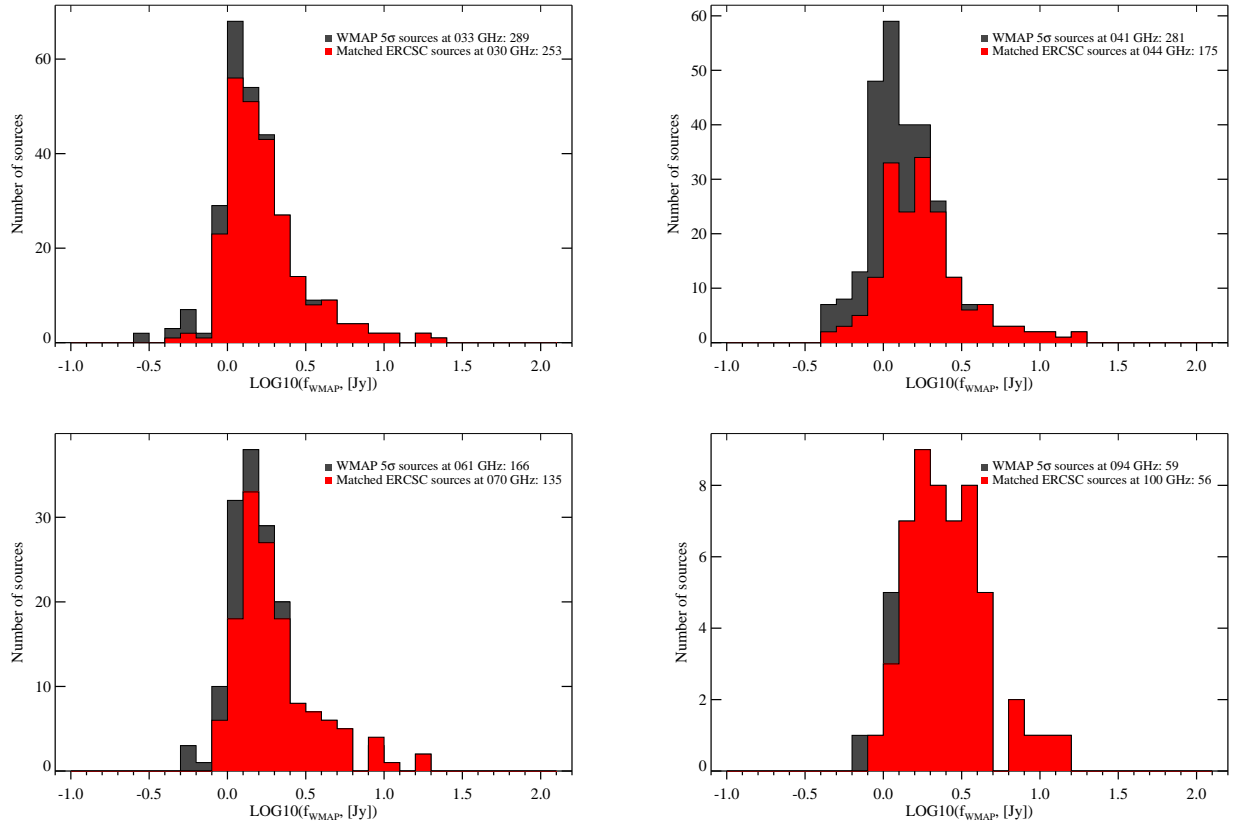 WMAP 5σ sources at 033 GHz: 289
Matched ERCSC sources at 030 GHz: 253
Number of sources
60
40
20
0
-1.0 -0.5 0.0 0.5 1.0 1.5 2.0
LOG10(f_WMAP, [Jy])
WMAP 5σ sources at 041 GHz: 281
Matched ERCSC sources at 044 GHz: 175
Number of sources
60
50
40
30
20
10
0
-1.0 -0.5 0.0 0.5 1.0 1.5 2.0
LOG10(f_WMAP, [Jy])
WMAP 5σ sources at 061 GHz: 166
Matched ERCSC sources at 070 GHz: 135
Number of sources
30
20
10
0
-1.0 -0.5 0.0 0.5 1.0 1.5 2.0
LOG10(f_WMAP, [Jy])
WMAP 5σ sources at 094 GHz: 59
Matched ERCSC sources at 100 GHz: 56
Number of sources
8
6
4
2
0
-1.0 -0.5 0.0 0.5 1.0 1.5 2.0
LOG10(f_WMAP, [Jy])